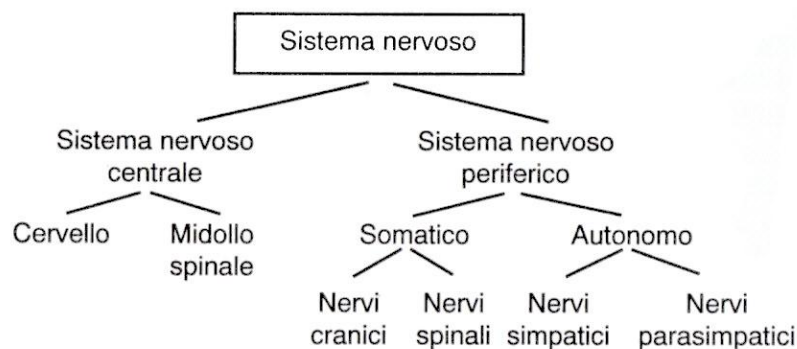 Sistema nervoso
Sistema nervoso
centrale
Sistema nervoso
periferico
Cervello
Midollo
spinale
Somatico
Autonomo
Nervi
cranici
Nervi
spinali
Nervi
simpatici
Nervi
parasimpatici